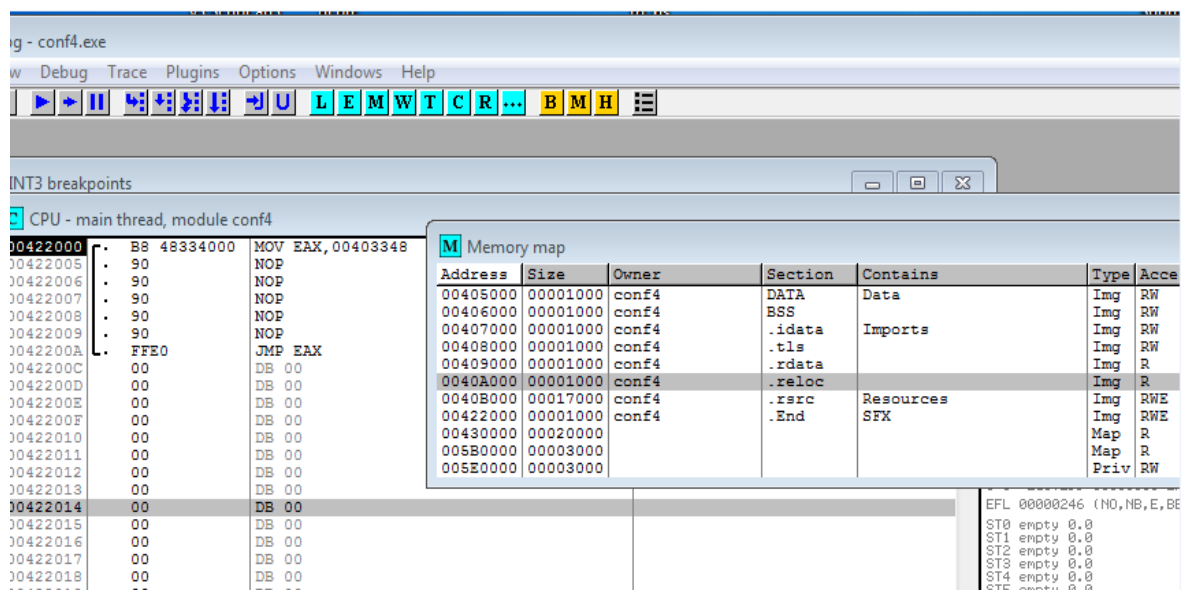 og - conf4.exe
w Debug Trace Plugins Options Windows Help
L E M W T C R ... B M H
INT3 breakpoints
C CPU - main thread, module conf4
00422000 . B8 48334000 MOV EAX,00403348
00422005 . 90 NOP
00422006 . 90 NOP
00422007 . 90 NOP
00422008 . 90 NOP
00422009 . 90 NOP
0042200A . FFE0 JMP EAX
0042200C 00 DB 00
0042200D 00 DB 00
0042200E 00 DB 00
0042200F 00 DB 00
00422010 00 DB 00
00422011 00 DB 00
00422012 00 DB 00
00422013 00 DB 00
00422014 00 DB 00
00422015 00 DB 00
00422016 00 DB 00
00422017 00 DB 00
00422018 00 DB 00
M Memory map
Address Size Owner Section Contains Type Acce
00405000 00001000 conf4 DATA Data Img RW
00406000 00001000 conf4 BSS Img RW
00407000 00001000 conf4 .idata Imports Img RW
00408000 00001000 conf4 .tls Img RW
00409000 00001000 conf4 .rdata Img R
0040A000 00001000 conf4 .reloc Img R
0040B000 00017000 conf4 .rsrc Resources Img RWE
00422000 00001000 conf4 .End SFX Img RWE
00430000 00020000 Map R
005B0000 00003000 Map R
005E0000 00003000 Priv RW
EFL 00000246 (NO,NB,E,BE
ST0 empty 0.0
ST1 empty 0.0
ST2 empty 0.0
ST3 empty 0.0
ST4 empty 0.0